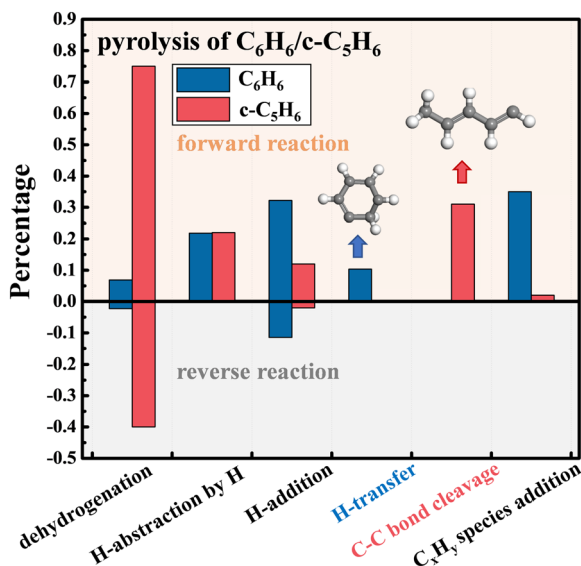 pyrolysis of C₆H₆/c-C₅H₆
C₆H₆
c-C₅H₆
forward reaction
reverse reaction
Percentage
0.9
0.8
0.7
0.6
0.5
0.4
0.3
0.2
0.1
0.0
-0.1
-0.2
-0.3
-0.4
-0.5
dehydrogenation
H-abstraction by H
H-addition
H-transfer
C-C bond cleavage
CₓHᵧ species addition